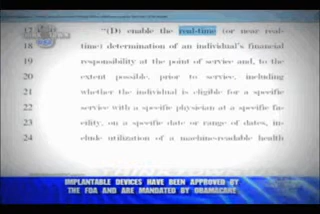 17 "(D) enable the real-time (or near real-
18 time) determination of an individual's financial
19 responsibility at the point of service and, to the
20 extent possible, prior to service, including
21 whether the individual is eligible for a specific
22 service with a specific physician at a specific fa-
23 cility, on a specific date or range of dates, in-
24 clude utilization of a machine-readable health
IMPLANTABLE DEVICES HAVE BEEN APPROVED BY
THE FDA AND ARE MANDATED BY OBAMACARE